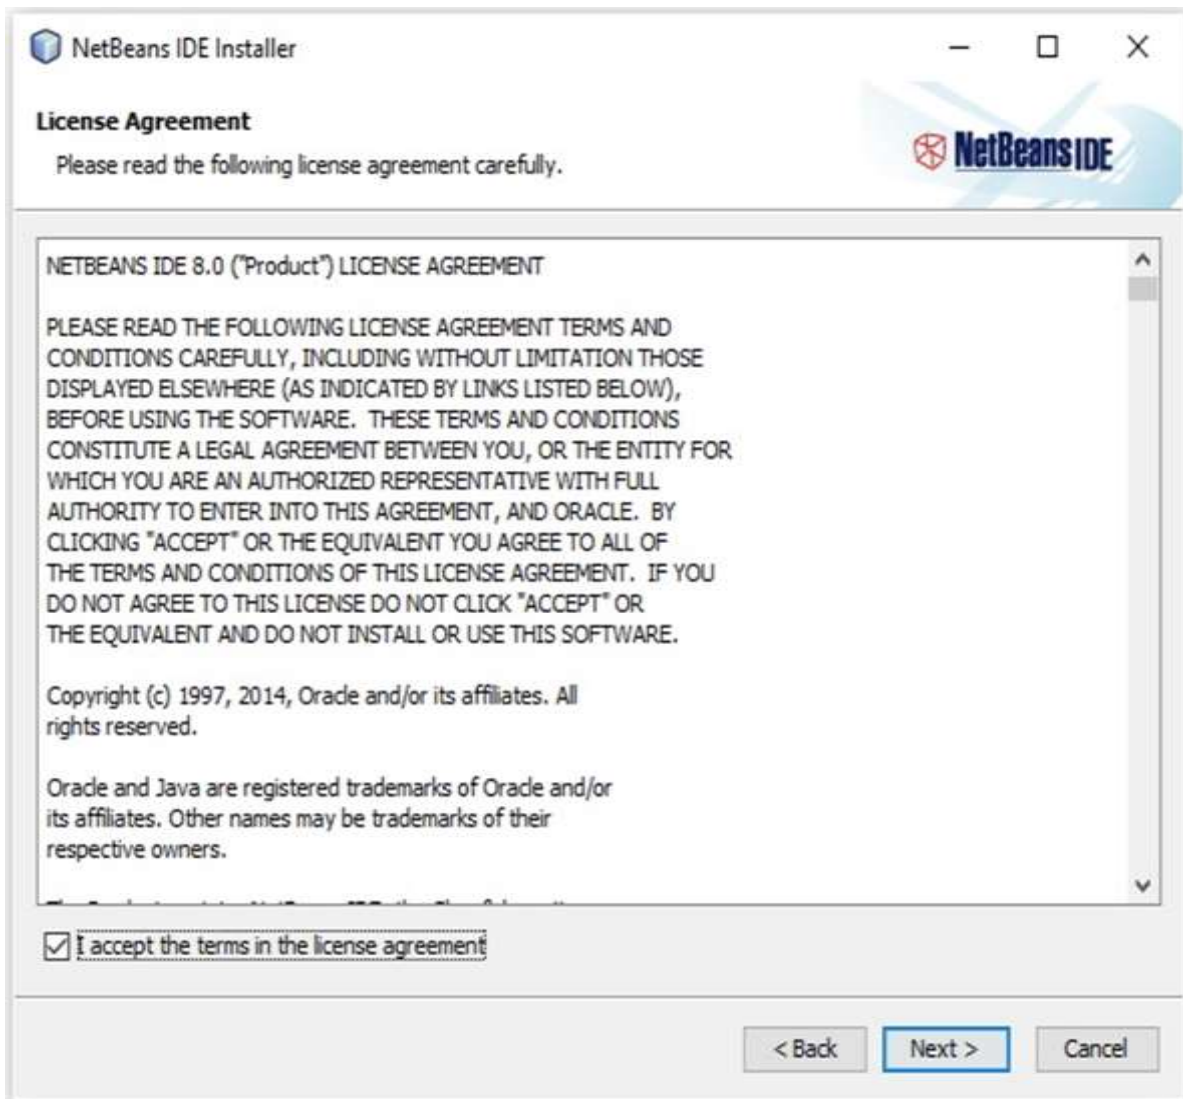 NetBeans IDE Installer
License Agreement
Please read the following license agreement carefully.
NetBeans IDE
NETBEANS IDE 8.0 ("Product") LICENSE AGREEMENT
PLEASE READ THE FOLLOWING LICENSE AGREEMENT TERMS AND
CONDITIONS CAREFULLY, INCLUDING WITHOUT LIMITATION THOSE
DISPLAYED ELSEWHERE (AS INDICATED BY LINKS LISTED BELOW),
BEFORE USING THE SOFTWARE.  THESE TERMS AND CONDITIONS
CONSTITUTE A LEGAL AGREEMENT BETWEEN YOU, OR THE ENTITY FOR
WHICH YOU ARE AN AUTHORIZED REPRESENTATIVE WITH FULL
AUTHORITY TO ENTER INTO THIS AGREEMENT, AND ORACLE.  BY
CLICKING "ACCEPT" OR THE EQUIVALENT YOU AGREE TO ALL OF
THE TERMS AND CONDITIONS OF THIS LICENSE AGREEMENT.  IF YOU
DO NOT AGREE TO THIS LICENSE DO NOT CLICK "ACCEPT" OR
THE EQUIVALENT AND DO NOT INSTALL OR USE THIS SOFTWARE.
Copyright (c) 1997, 2014, Oracle and/or its affiliates. All
rights reserved.
Oracle and Java are registered trademarks of Oracle and/or
its affiliates. Other names may be trademarks of their
respective owners.
I accept the terms in the license agreement
< Back
Next >
Cancel